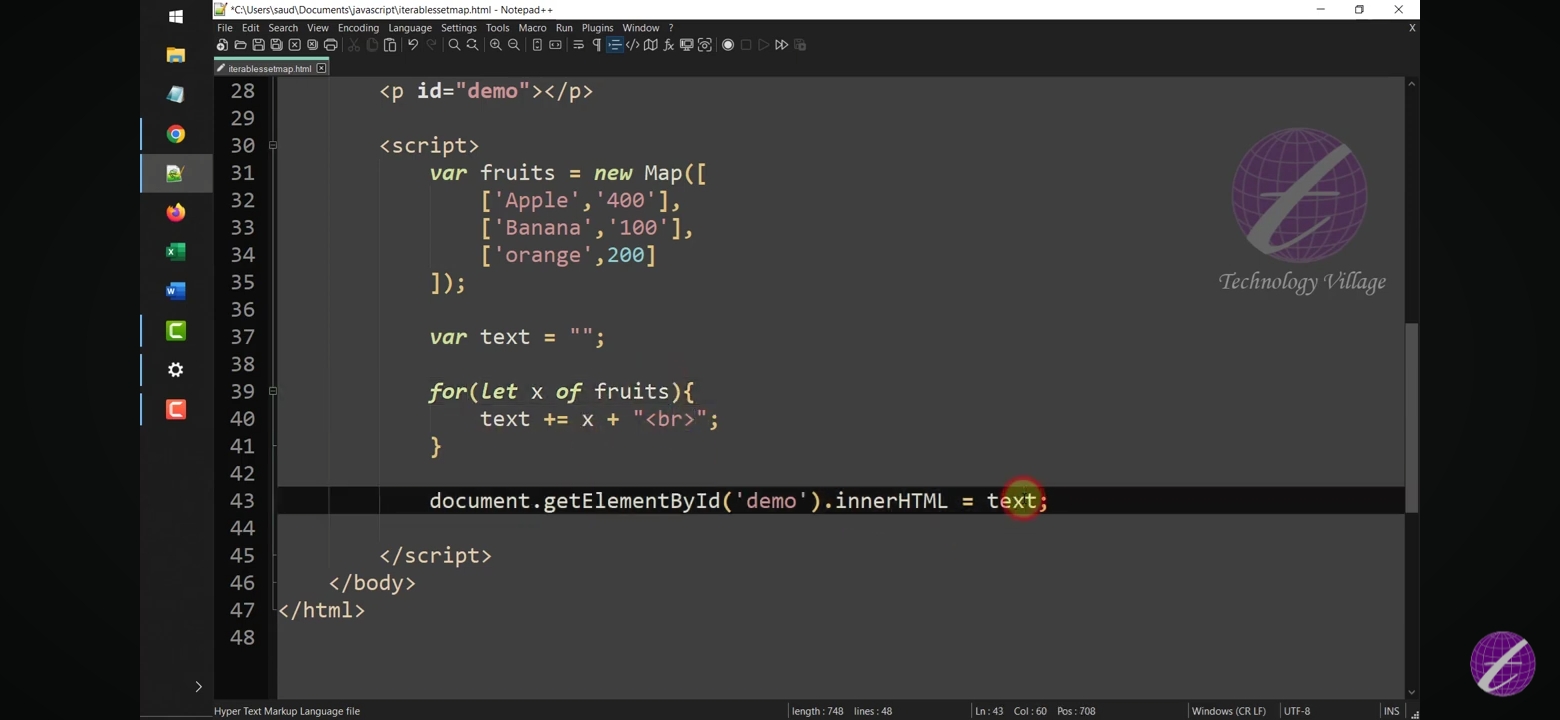 *C:\Users\saud\Documents\javascript\iterablessetmap.html - Notepad++
File Edit Search View Encoding Language Settings Tools Macro Run Plugins Window ? X
iterablessetmap.html
28 <p id="demo"></p>
29
30 <script>
31 var fruits = new Map([
32 ['Apple','400'],
33 ['Banana','100'],
34 ['orange',200]
35 ]);
36
37 var text = "";
38
39 for(let x of fruits){
40 text += x + "<br>";
41 }
42
43 document.getElementById('demo').innerHTML = text;
44
45 </script>
46 </body>
47 </html>
48
Technology Village
Hyper Text Markup Language file length : 748 lines : 48 Ln : 43 Col : 60 Pos : 708 Windows (CR LF) UTF-8 INS